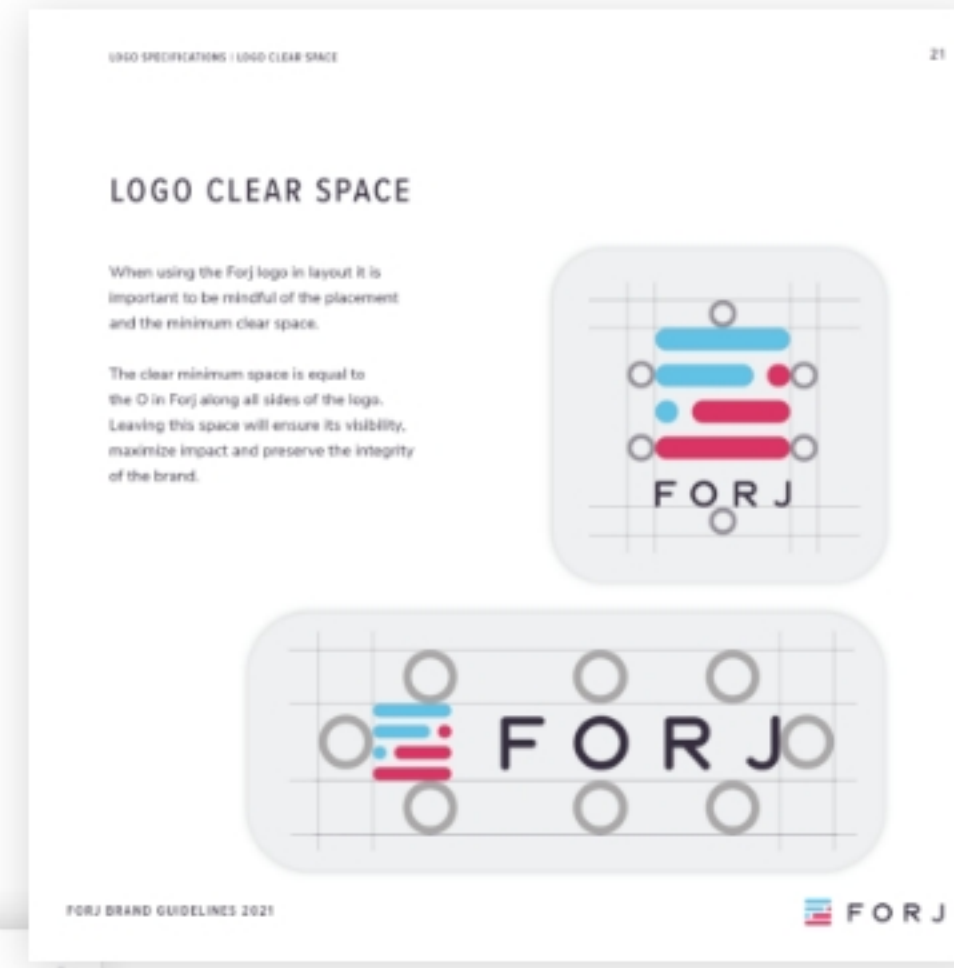 LOGO SPECIFICATIONS | LOGO CLEAR SPACE
21
LOGO CLEAR SPACE
When using the Forj logo in layout it is
important to be mindful of the placement
and the minimum clear space.
The clear minimum space is equal to
the O in Forj along all sides of the logo.
Leaving this space will ensure its visibility,
maximize impact and preserve the integrity
of the brand.
FORJ
FORJ
FORJ BRAND GUIDELINES 2021
FORJ